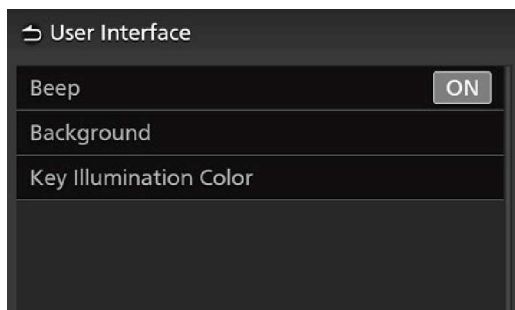 User Interface
Beep ON
Background
Key Illumination Color